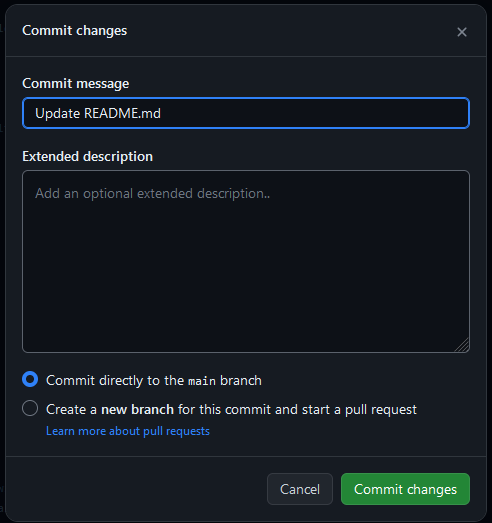 Commit changes
Commit message
Update README.md
Extended description
Add an optional extended description..
Commit directly to the main branch
Create a new branch for this commit and start a pull request
Learn more about pull requests
Cancel
Commit changes